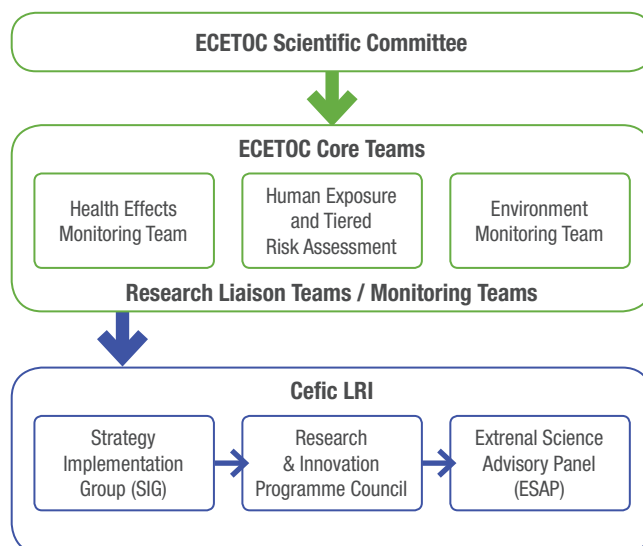 ECETOC Scientific Committee
ECETOC Core Teams
Health Effects
Monitoring Team
Human Exposure
and Tiered
Risk Assessment
Environment
Monitoring Team
Research Liaison Teams / Monitoring Teams
Cefic LRI
Strategy
Implementation
Group (SIG)
Research
& Innovation
Programme Council
Extrenal Science
Advisory Panel
(ESAP)